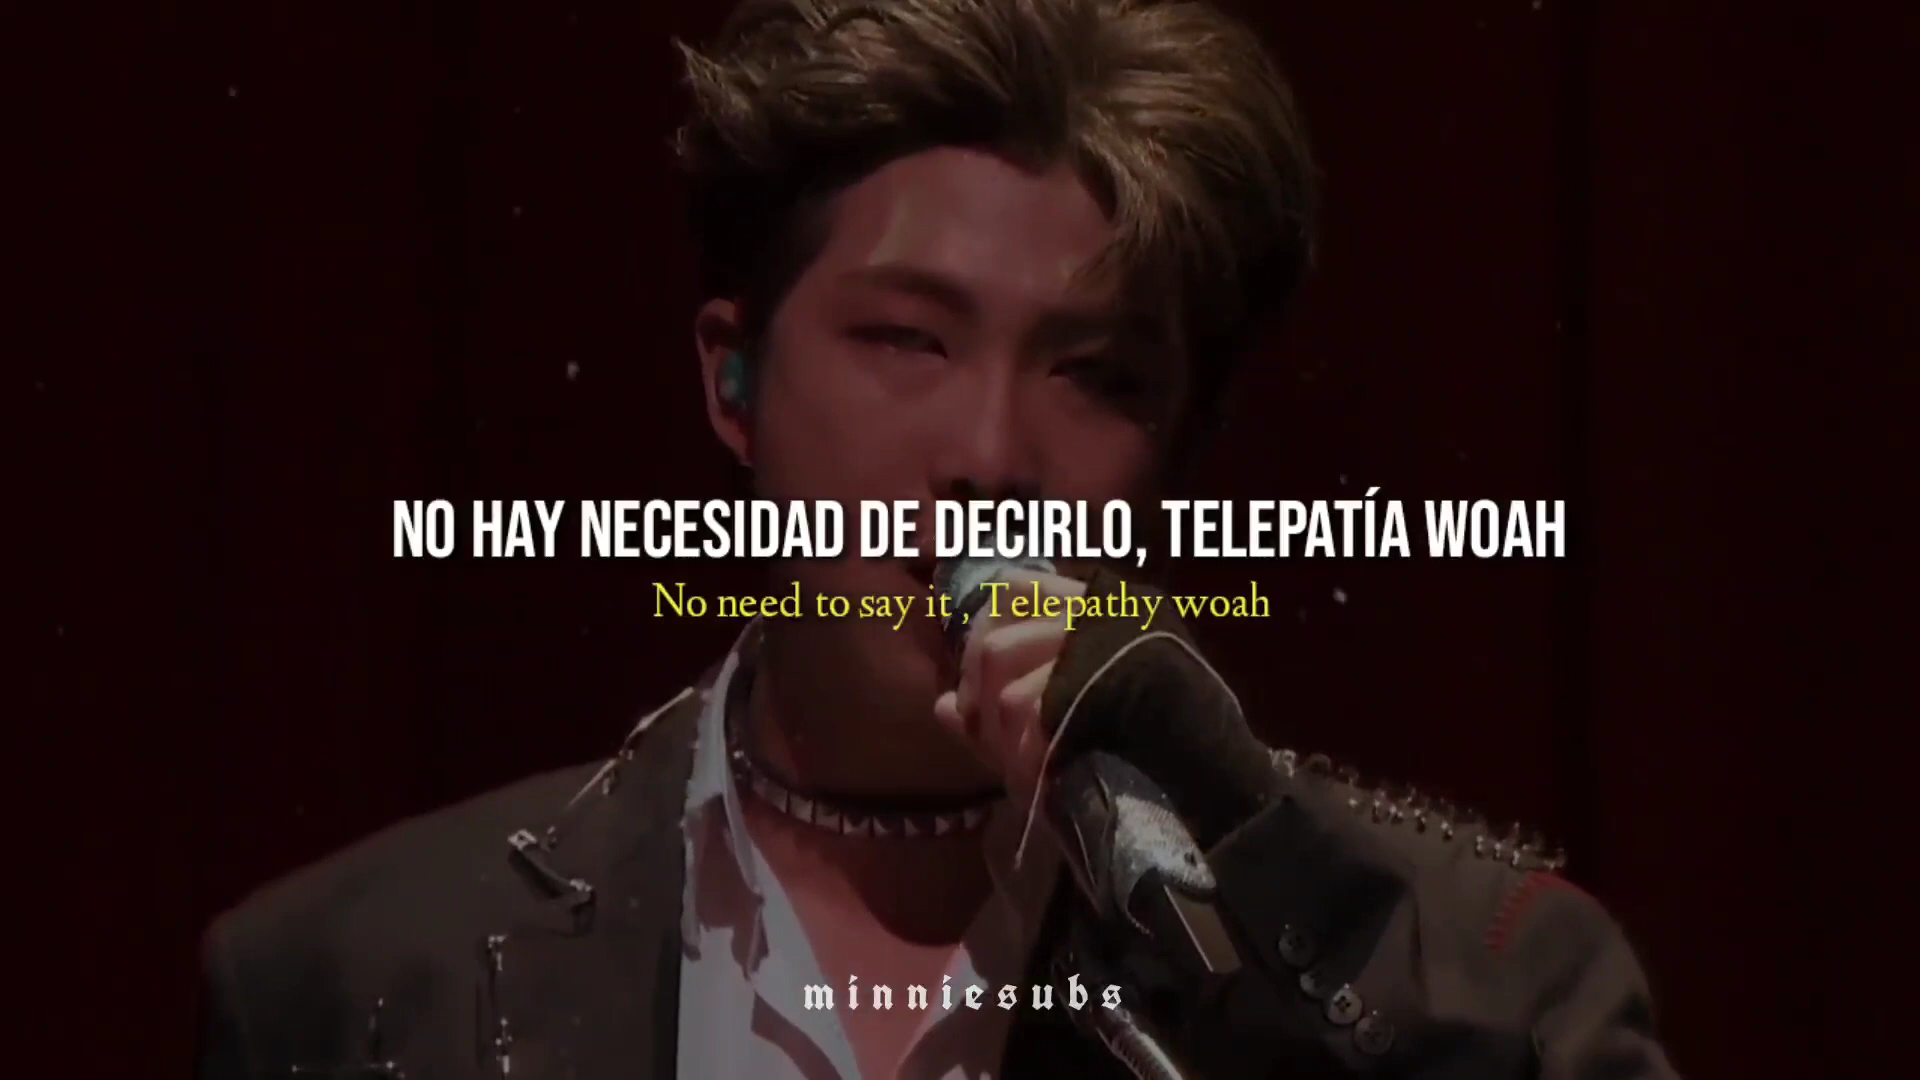 NO HAY NECESIDAD DE DECIRLO, TELEPATÍA WOAH
No need to say it , Telepathy woah
minniesubs